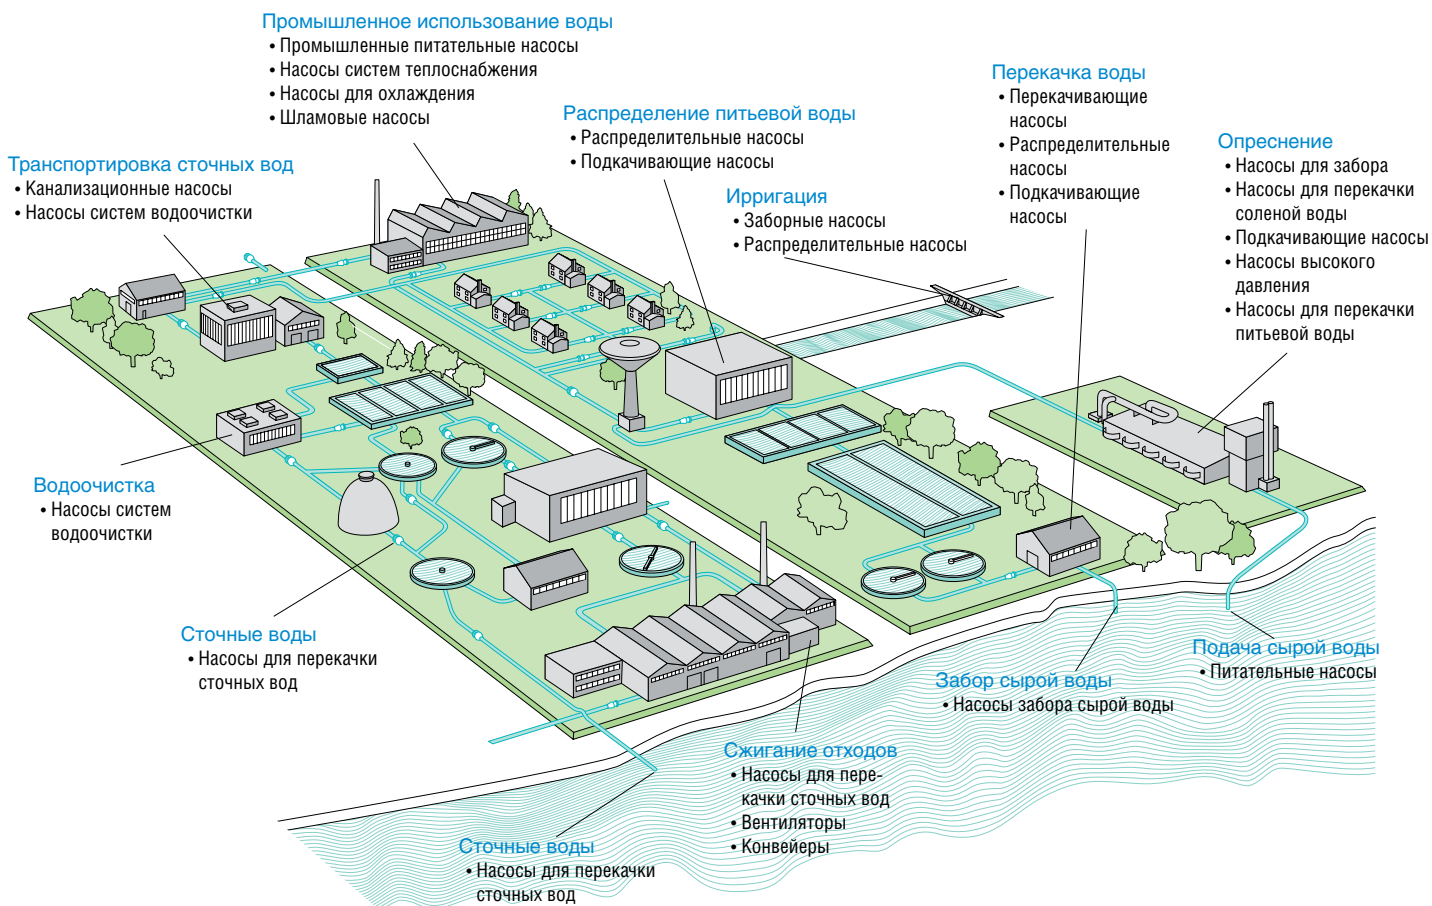 Промышленное использование воды
• Промышленные питательные насосы
• Насосы систем теплоснабжения
• Насосы для охлаждения
• Шламовые насосы
Транспортировка сточных вод
• Канализационные насосы
• Насосы систем водоочистки
Распределение питьевой воды
• Распределительные насосы
• Подкачивающие насосы
Ирригация
• Заборные насосы
• Распределительные насосы
Перекачка воды
• Перекачивающие
насосы
• Распределительные
насосы
• Подкачивающие
насосы
Опреснение
• Насосы для забора
• Насосы для перекачки
соленой воды
• Подкачивающие насосы
• Насосы высокого
давления
• Насосы для перекачки
питьевой воды
Водоочистка
• Насосы систем
водоочистки
Сточные воды
• Насосы для перекачки
сточных вод
Подача сырой воды
• Питательные насосы
Забор сырой воды
• Насосы забора сырой воды
Сжигание отходов
• Насосы для пере-
качки сточных вод
• Вентиляторы
• Конвейеры
Сточные воды
• Насосы для перекачки
сточных вод